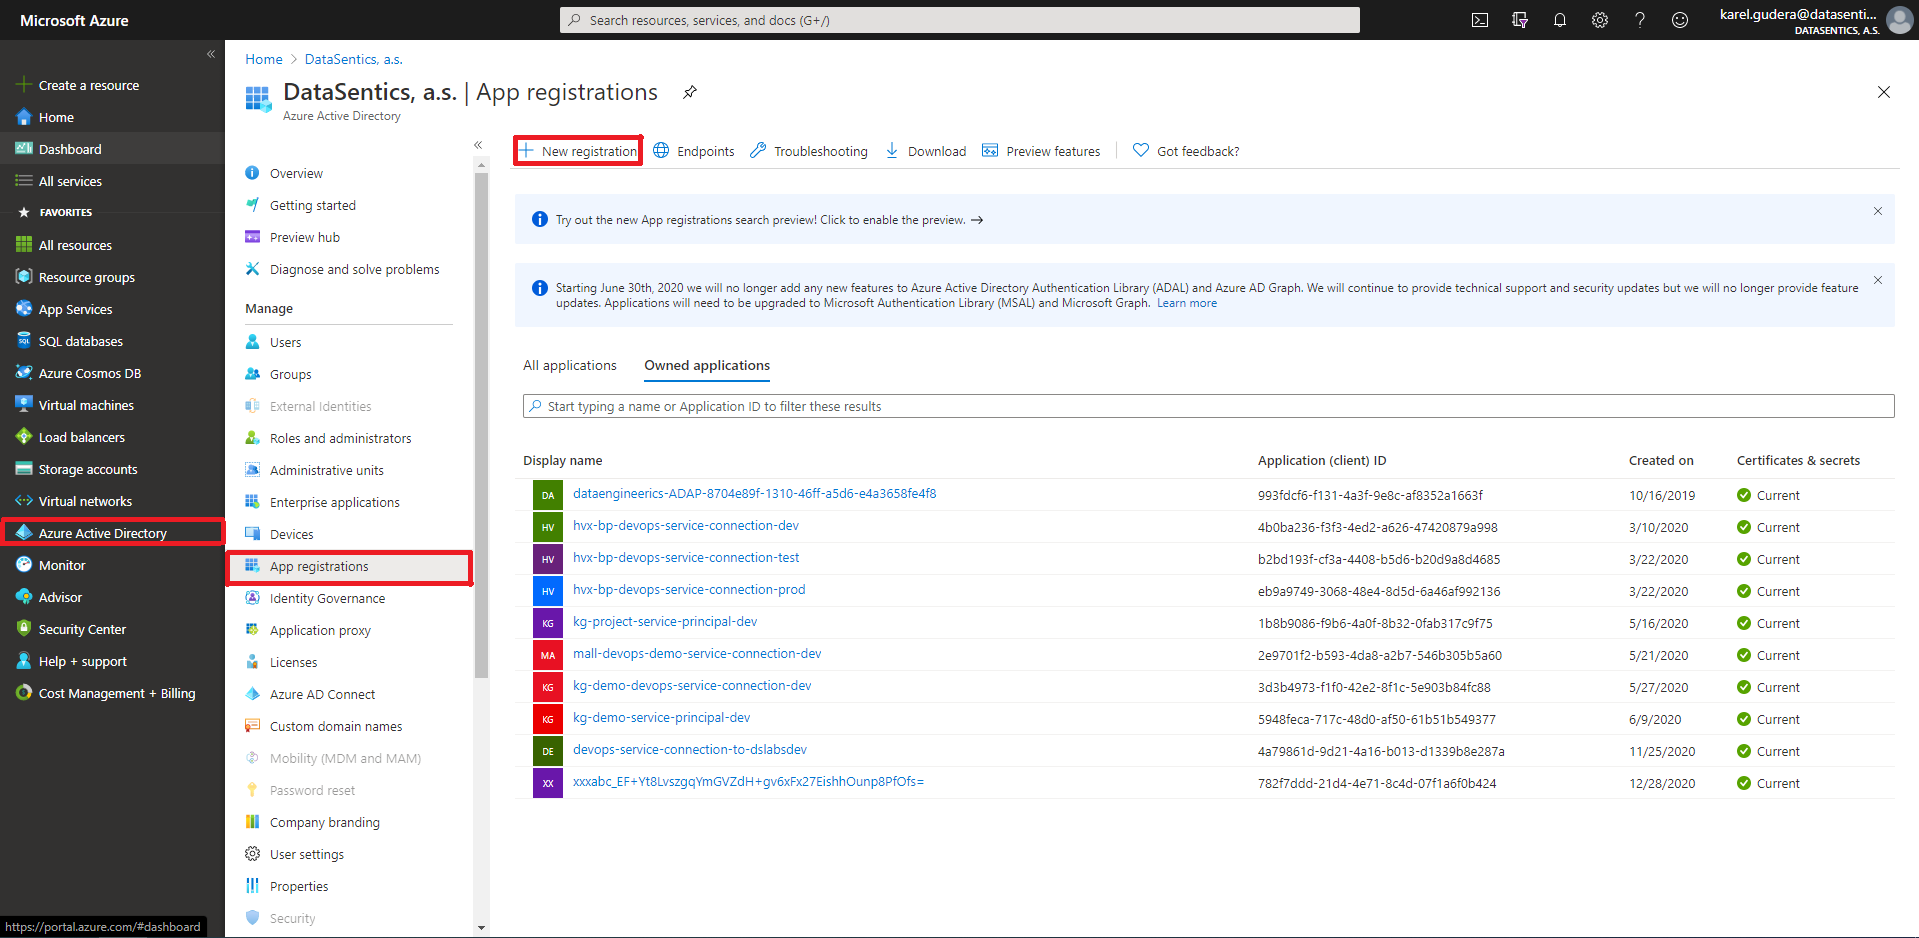 Microsoft Azure
Search resources, services, and docs (G+/)
karel.gudera@datasenti...
DATASENTICS, A.S.
Create a resource
Home
Dashboard
All services
FAVORITES
All resources
Resource groups
App Services
SQL databases
Azure Cosmos DB
Virtual machines
Load balancers
Storage accounts
Virtual networks
Azure Active Directory
Monitor
Advisor
Security Center
Help + support
Cost Management + Billing
https://portal.azure.com/#dashboard
Home > DataSentics, a.s.
DataSentics, a.s. | App registrations
Azure Active Directory
Overview
Getting started
Preview hub
Diagnose and solve problems
Manage
Users
Groups
External Identities
Roles and administrators
Administrative units
Enterprise applications
Devices
App registrations
Identity Governance
Application proxy
Licenses
Azure AD Connect
Custom domain names
Mobility (MDM and MAM)
Password reset
Company branding
User settings
Properties
Security
New registration Endpoints Troubleshooting Download Preview features Got feedback?
Try out the new App registrations search preview! Click to enable the preview. →
Starting June 30th, 2020 we will no longer add any new features to Azure Active Directory Authentication Library (ADAL) and Azure AD Graph. We will continue to provide technical support and security updates but we will no longer provide feature
updates. Applications will need to be upgraded to Microsoft Authentication Library (MSAL) and Microsoft Graph. Learn more
All applications Owned applications
Start typing a name or Application ID to filter these results
Display name Application (client) ID Created on Certificates & secrets
DA dataengineerics-ADAP-8704e89f-1310-46ff-a5d6-e4a3658fe4f8 993fdcf6-f131-4a3f-9e8c-af8352a1663f 10/16/2019 Current
HV hvx-bp-devops-service-connection-dev 4b0ba236-f3f3-4ed2-a626-47420879a998 3/10/2020 Current
HV hvx-bp-devops-service-connection-test b2bd193f-cf3a-4408-b5d6-b20d9a8d4685 3/22/2020 Current
HV hvx-bp-devops-service-connection-prod eb9a9749-3068-48e4-8d5d-6a46af992136 3/22/2020 Current
KG kg-project-service-principal-dev 1b8b9086-f9b6-4a0f-8b32-0fab317c9f75 5/16/2020 Current
MA mall-devops-demo-service-connection-dev 2e9701f2-b593-4da8-a2b7-546b305b5a60 5/21/2020 Current
KG kg-demo-devops-service-connection-dev 3d3b4973-f1f0-42e2-8f1c-5e903b84fc88 5/27/2020 Current
KG kg-demo-service-principal-dev 5948feca-717c-48d0-af50-61b51b549377 6/9/2020 Current
DE devops-service-connection-to-dslabsdev 4a79861d-9d21-4a16-b013-d1339b8e287a 11/25/2020 Current
XX xxxabc_EF+Yt8LvszgqYmGVZdH+gv6xFx27EishhOunp8PfOfs= 782f7ddd-21d4-4e71-8c4d-07f1a6f0b424 12/28/2020 Current